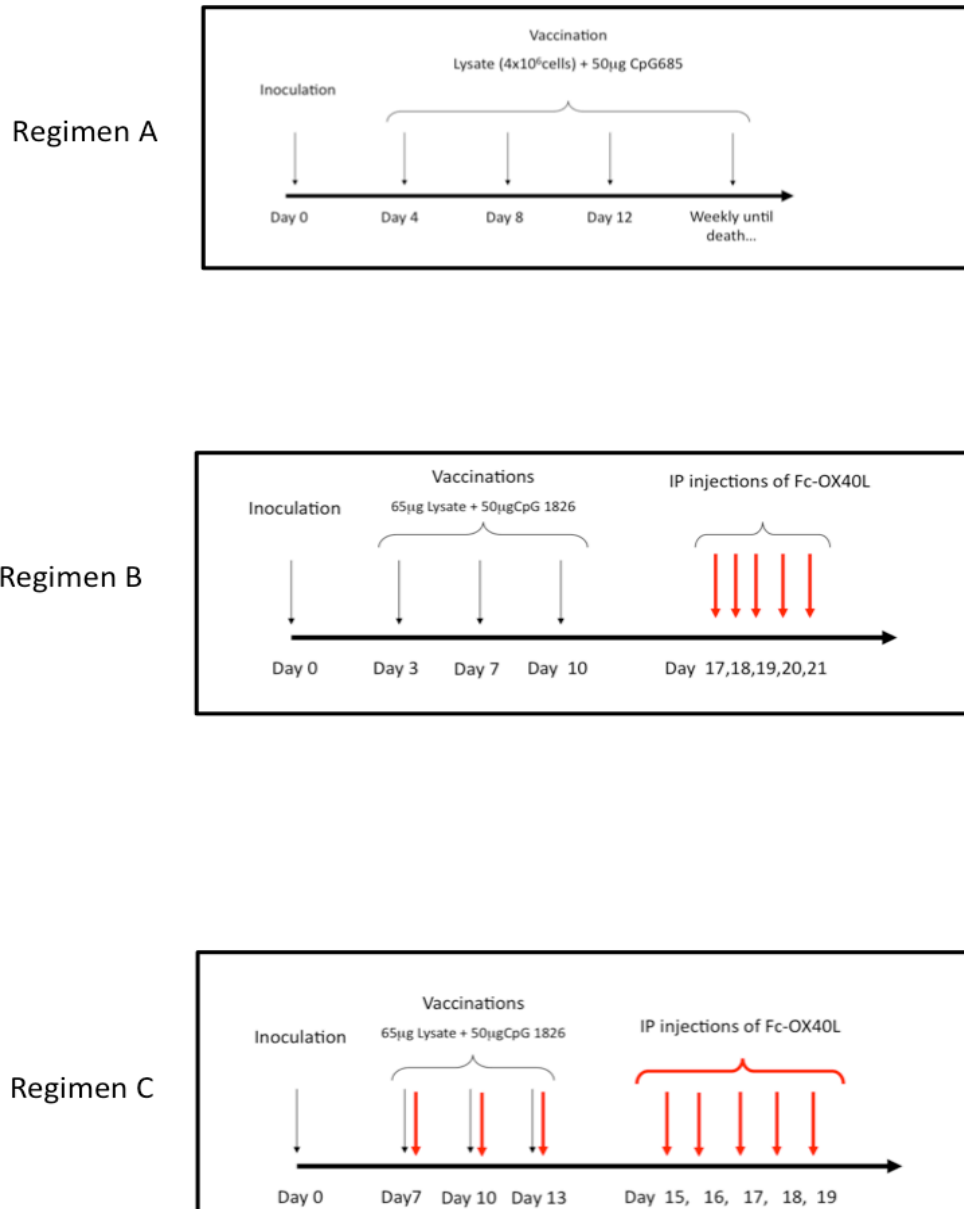 Regimen A
Vaccination
Lysate (4x10⁶cells) + 50μg CpG685
Inoculation
Day 0
Day 4
Day 8
Day 12
Weekly until
death...
Regimen B
Vaccinations
65μg Lysate + 50μgCpG 1826
IP injections of Fc-OX40L
Inoculation
Day 0
Day 3
Day 7
Day 10
Day 17,18,19,20,21
Regimen C
Vaccinations
65μg Lysate + 50μgCpG 1826
IP injections of Fc-OX40L
Inoculation
Day 0
Day7
Day 10
Day 13
Day 15, 16, 17, 18, 19